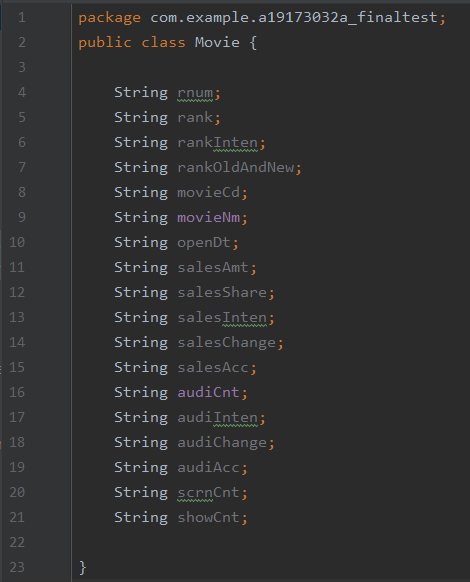 1 package com.example.a19173032a_finaltest;
2 public class Movie {
3
4 String rnum;
5 String rank;
6 String rankInten;
7 String rankOldAndNew;
8 String movieCd;
9 String movieNm;
10 String openDt;
11 String salesAmt;
12 String salesShare;
13 String salesInten;
14 String salesChange;
15 String salesAcc;
16 String audiCnt;
17 String audiInten;
18 String audiChange;
19 String audiAcc;
20 String scrnCnt;
21 String showCnt;
22
23 }